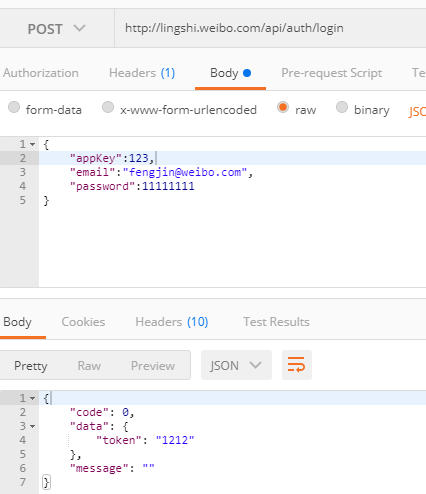 POST http://lingshi.weibo.com/api/auth/login
Authorization Headers (1) Body Pre-request Script Te
form-data x-www-form-urlencoded raw binary JSO
1 {
2 "appKey":123,
3 "email":"fengjin@weibo.com",
4 "password":11111111
5 }
Body Cookies Headers (10) Test Results
Pretty Raw Preview JSON
1 {
2 "code": 0,
3 "data": {
4 "token": "1212"
5 },
6 "message": ""
7 }